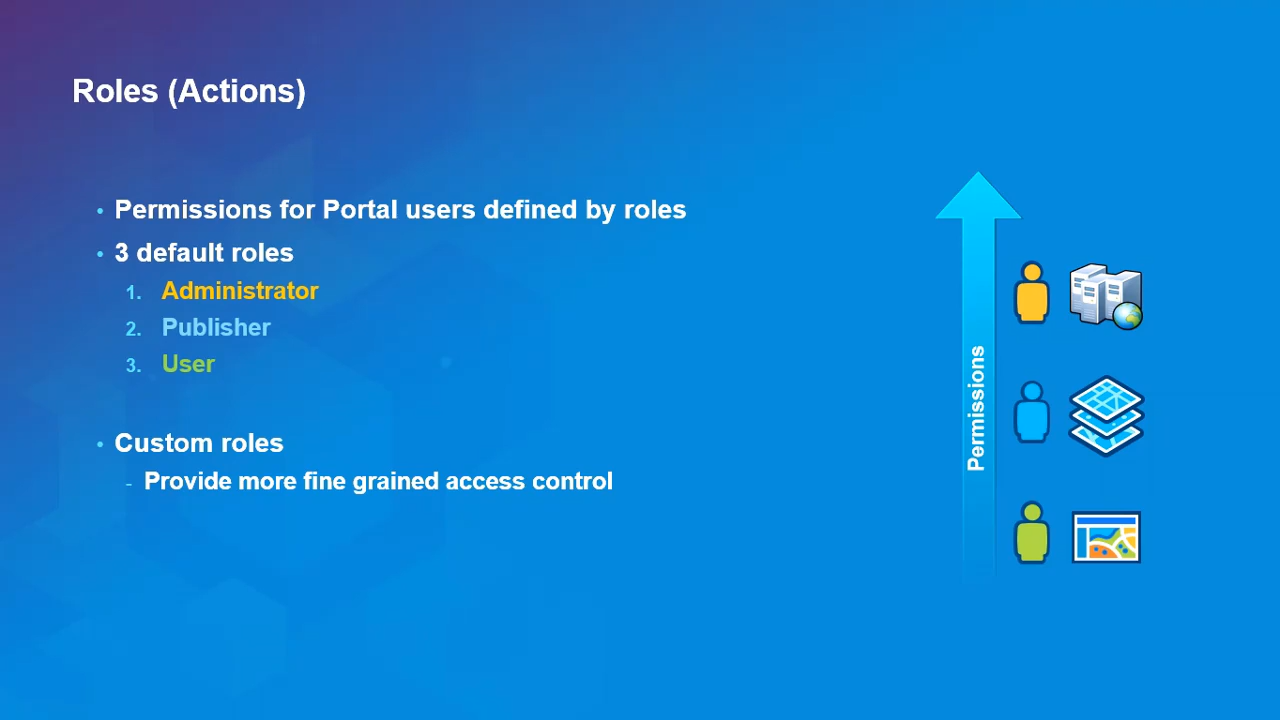 Roles (Actions)
• Permissions for Portal users defined by roles
• 3 default roles
1. Administrator
2. Publisher
3. User
• Custom roles
- Provide more fine grained access control
Permissions